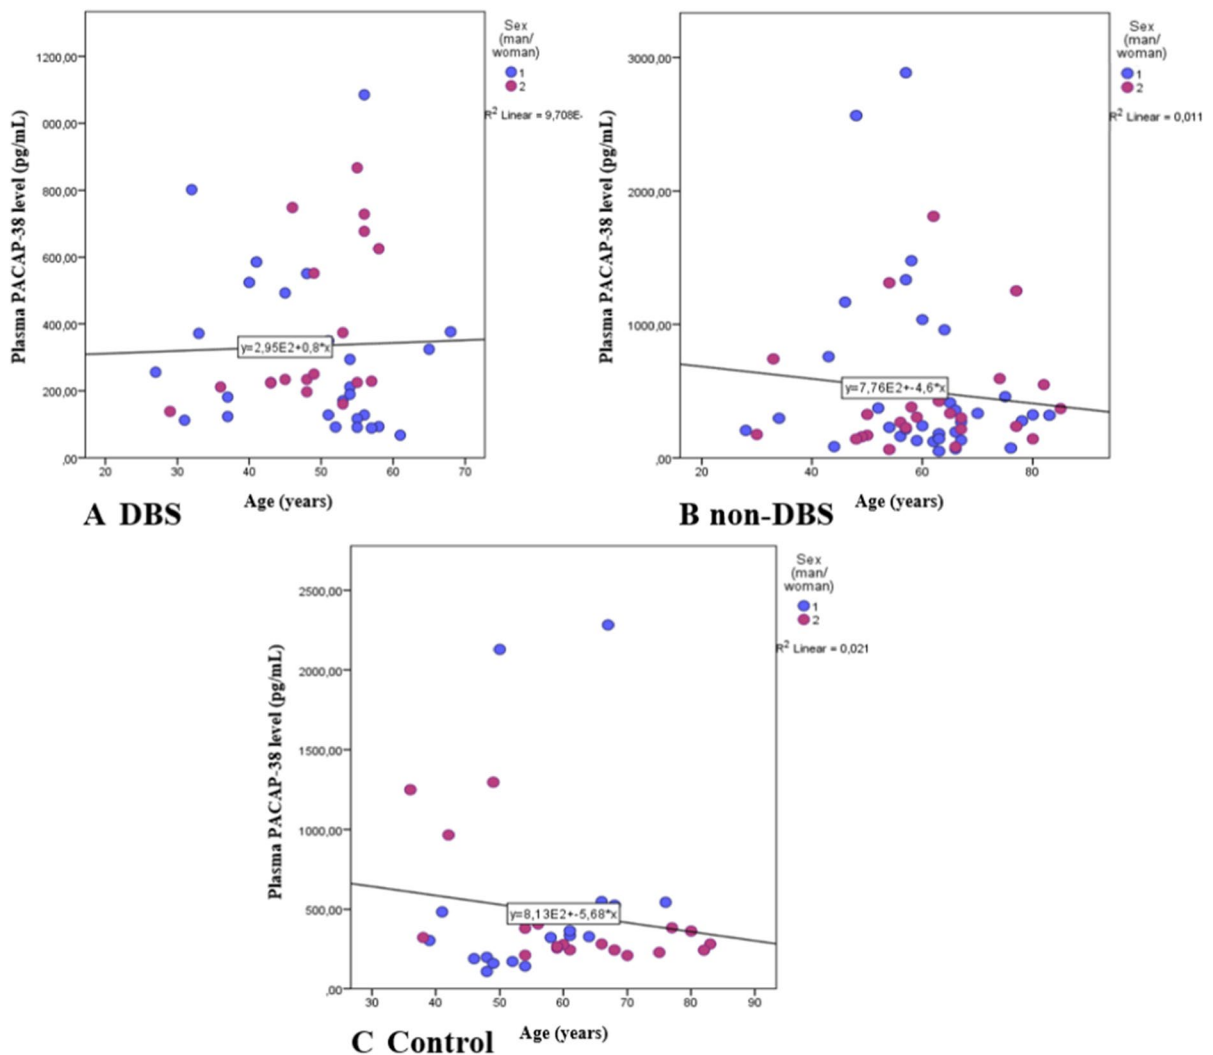 Sex
(man/
woman)
1
2
R2 Linear = 9,708E-
Plasma PACAP-38 level (pg/mL)
1200,00
000,00
800,00
600,00
400,00
200,00
,00
y=2,95E2+0,8*x
20 30 40 50 60 70
Age (years)
A DBS
Sex
(man/
woman)
1
2
R2 Linear = 0,011
Plasma PACAP-38 level (pg/mL)
3000,00
2000,00
1000,00
,00
y=7,76E2+-4,6*x
20 40 60 80
Age (years)
B non-DBS
Sex
(man/
woman)
1
2
R2 Linear = 0,021
Plasma PACAP-38 level (pg/mL)
2500,00
2000,00
1500,00
1000,00
500,00
,00
y=8,13E2+-5,68*x
30 40 50 60 70 80 90
Age (years)
C Control